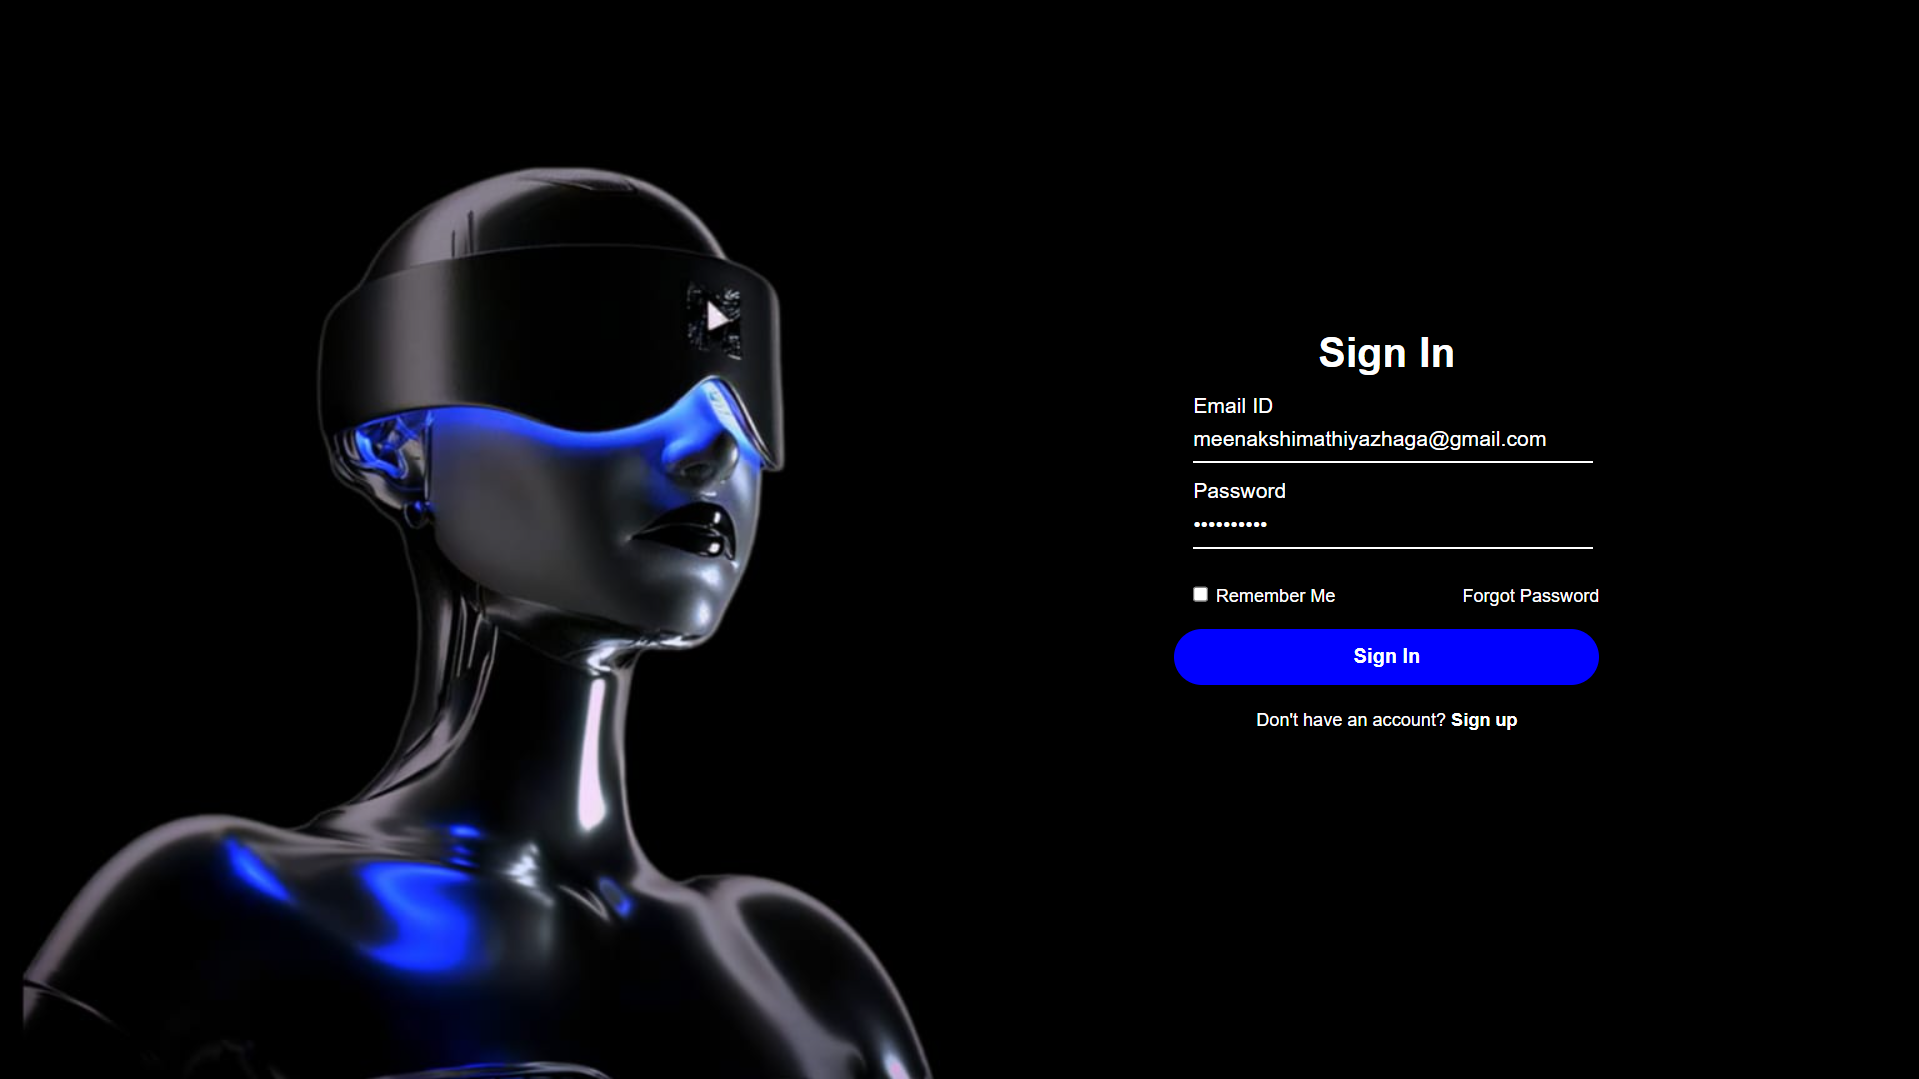 Sign In
Email ID
meenakshimathiyazhaga@gmail.com
Password
••••••••••
Remember Me
Forgot Password
Sign In
Don't have an account? Sign up